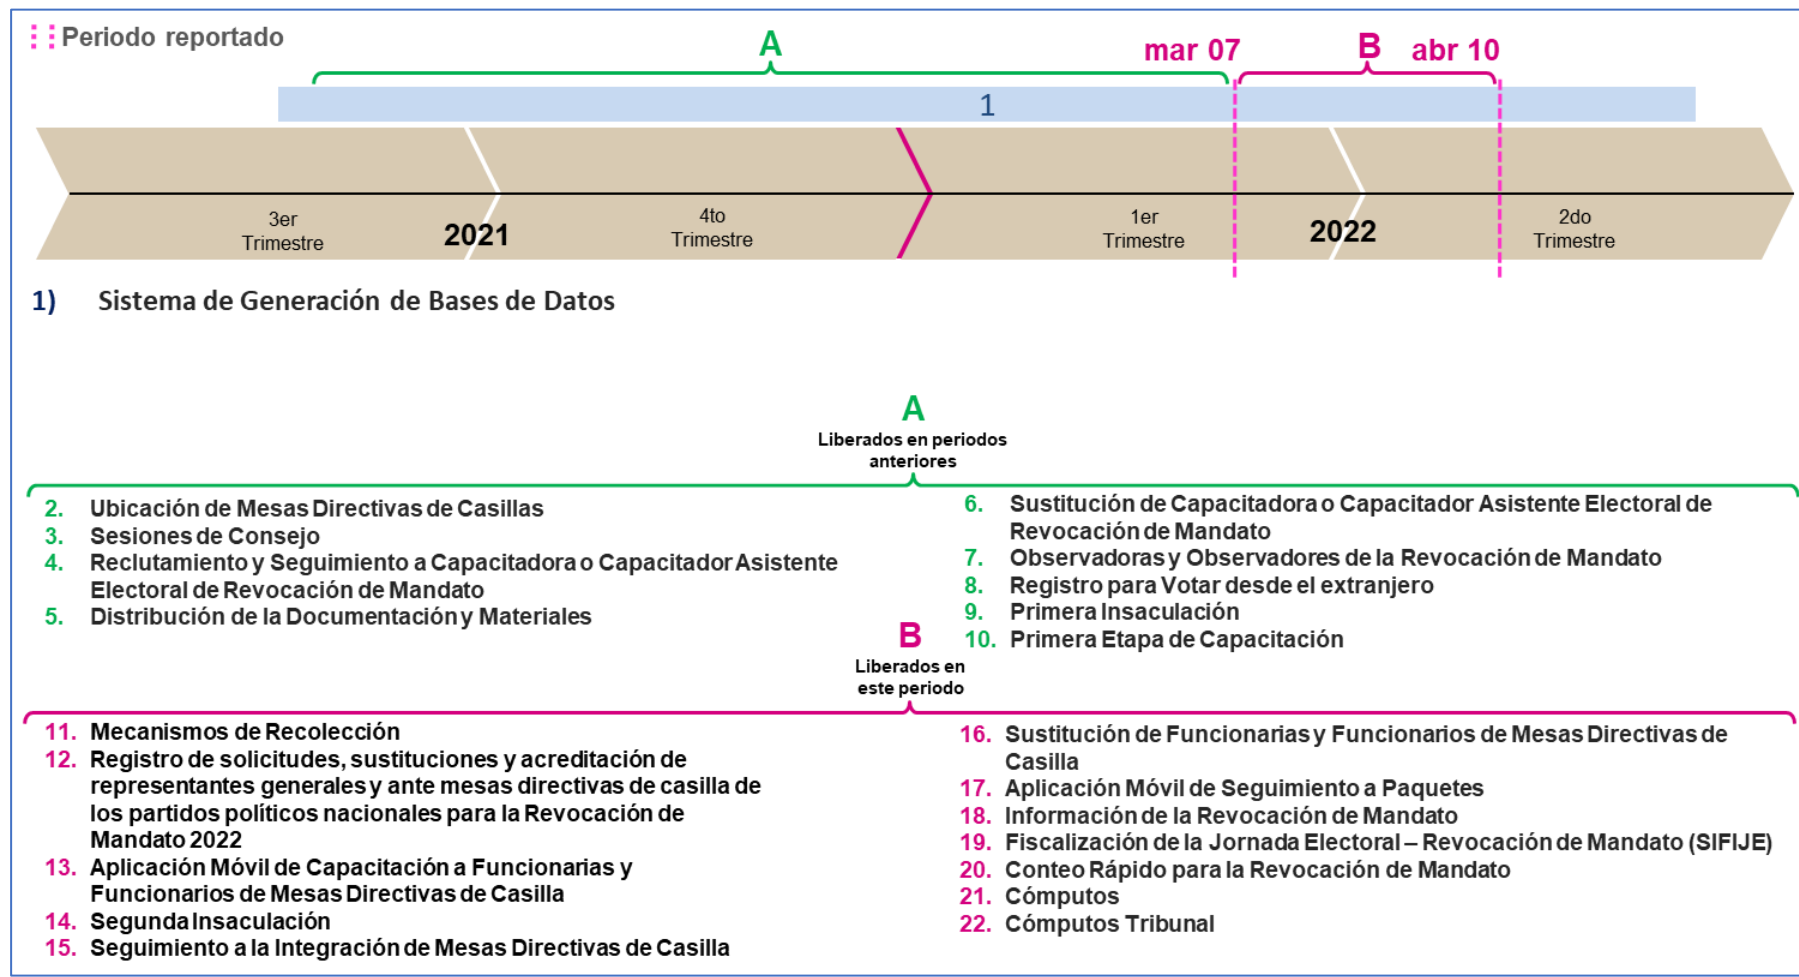 Periodo reportado
A
mar 07
B
abr 10
1
3er
Trimestre
2021
4to
Trimestre
1er
Trimestre
2022
2do
Trimestre
1) Sistema de Generación de Bases de Datos
A
Liberados en periodos
anteriores
2. Ubicación de Mesas Directivas de Casillas
3. Sesiones de Consejo
4. Reclutamiento y Seguimiento a Capacitadora o Capacitador Asistente
Electoral de Revocación de Mandato
5. Distribución de la Documentación y Materiales
6. Sustitución de Capacitadora o Capacitador Asistente Electoral de
Revocación de Mandato
7. Observadoras y Observadores de la Revocación de Mandato
8. Registro para Votar desde el extranjero
9. Primera Insaculación
10. Primera Etapa de Capacitación
B
Liberados en
este periodo
11. Mecanismos de Recolección
12. Registro de solicitudes, sustituciones y acreditación de
representantes generales y ante mesas directivas de casilla de
los partidos políticos nacionales para la Revocación de
Mandato 2022
13. Aplicación Móvil de Capacitación a Funcionarias y
Funcionarios de Mesas Directivas de Casilla
14. Segunda Insaculación
15. Seguimiento a la Integración de Mesas Directivas de Casilla
16. Sustitución de Funcionarias y Funcionarios de Mesas Directivas de
Casilla
17. Aplicación Móvil de Seguimiento a Paquetes
18. Información de la Revocación de Mandato
19. Fiscalización de la Jornada Electoral – Revocación de Mandato (SIFIJE)
20. Conteo Rápido para la Revocación de Mandato
21. Cómputos
22. Cómputos Tribunal